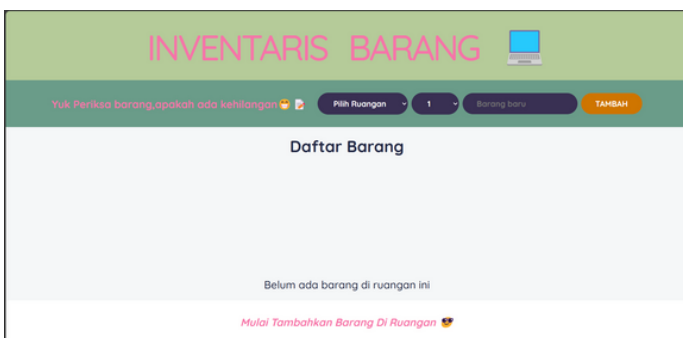 INVENTARIS BARANG 💻
Yuk Periksa barang,apakah ada kehilangan😁 📝 Pilih Ruangan 1 Barang baru TAMBAH
Daftar Barang
Belum ada barang di ruangan ini
Mulai Tambahkan Barang Di Ruangan 😎